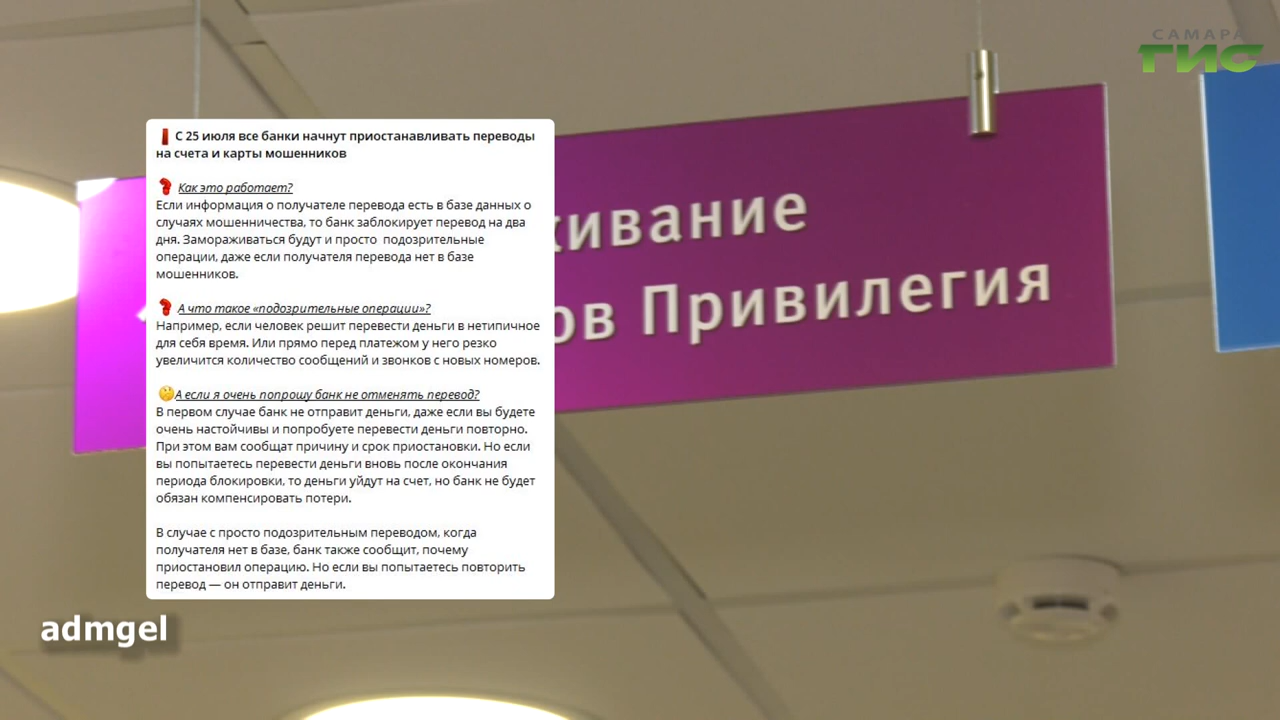 САМАРА
ГИС
❗ С 25 июля все банки начнут приостанавливать переводы
на счета и карты мошенников
❓ Как это работает?
Если информация о получателе перевода есть в базе данных о
случаях мошенничества, то банк заблокирует перевод на два
дня. Замораживаться будут и просто подозрительные
операции, даже если получателя перевода нет в базе
мошенников.
❓ А что такое «подозрительные операции»?
Например, если человек решит перевести деньги в нетипичное
для себя время. Или прямо перед платежом у него резко
увеличится количество сообщений и звонков с новых номеров.
🤔А если я очень попрошу банк не отменять перевод?
В первом случае банк не отправит деньги, даже если вы будете
очень настойчивы и попробуете перевести деньги повторно.
При этом вам сообщат причину и срок приостановки. Но если
вы попытаетесь перевести деньги вновь после окончания
периода блокировки, то деньги уйдут на счет, но банк не будет
обязан компенсировать потери.
В случае с просто подозрительным переводом, когда
получателя нет в базе, банк также сообщит, почему
приостановил операцию. Но если вы попытаетесь повторить
перевод — он отправит деньги.
живание
ов Привилегия
admgel